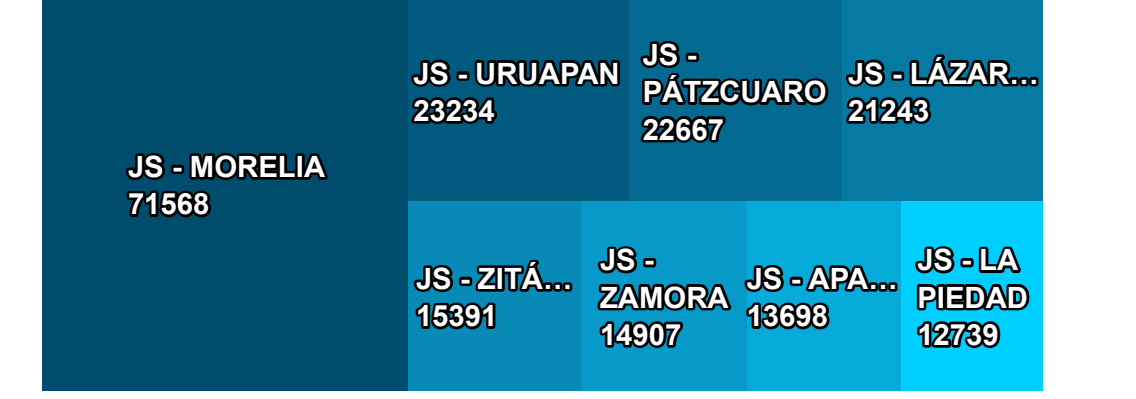 JS - MORELIA
71568
JS - URUAPAN
23234
JS -
PÁTZCUARO
22667
JS - LÁZAR…
21243
JS - ZITÁ…
15391
JS -
ZAMORA
14907
JS - APA…
13698
JS - LA
PIEDAD
12739